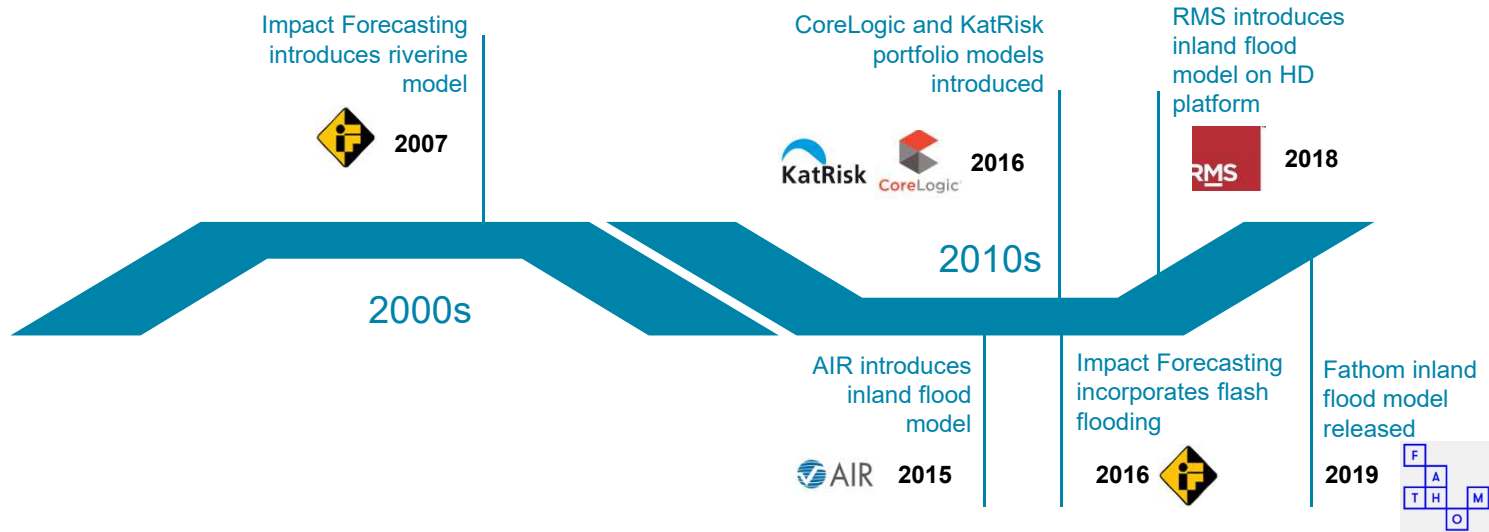 Impact Forecasting
introduces riverine
model
iF
2007
CoreLogic and KatRisk
portfolio models
introduced
KatRisk
CoreLogic
2016
RMS introduces
inland flood
model on HD
platform
RMS
2018
2000s
2010s
AIR introduces
inland flood
model
AIR
2015
Impact Forecasting
incorporates flash
flooding
2016
iF
Fathom inland
flood model
released
2019
F
A
T H M
O